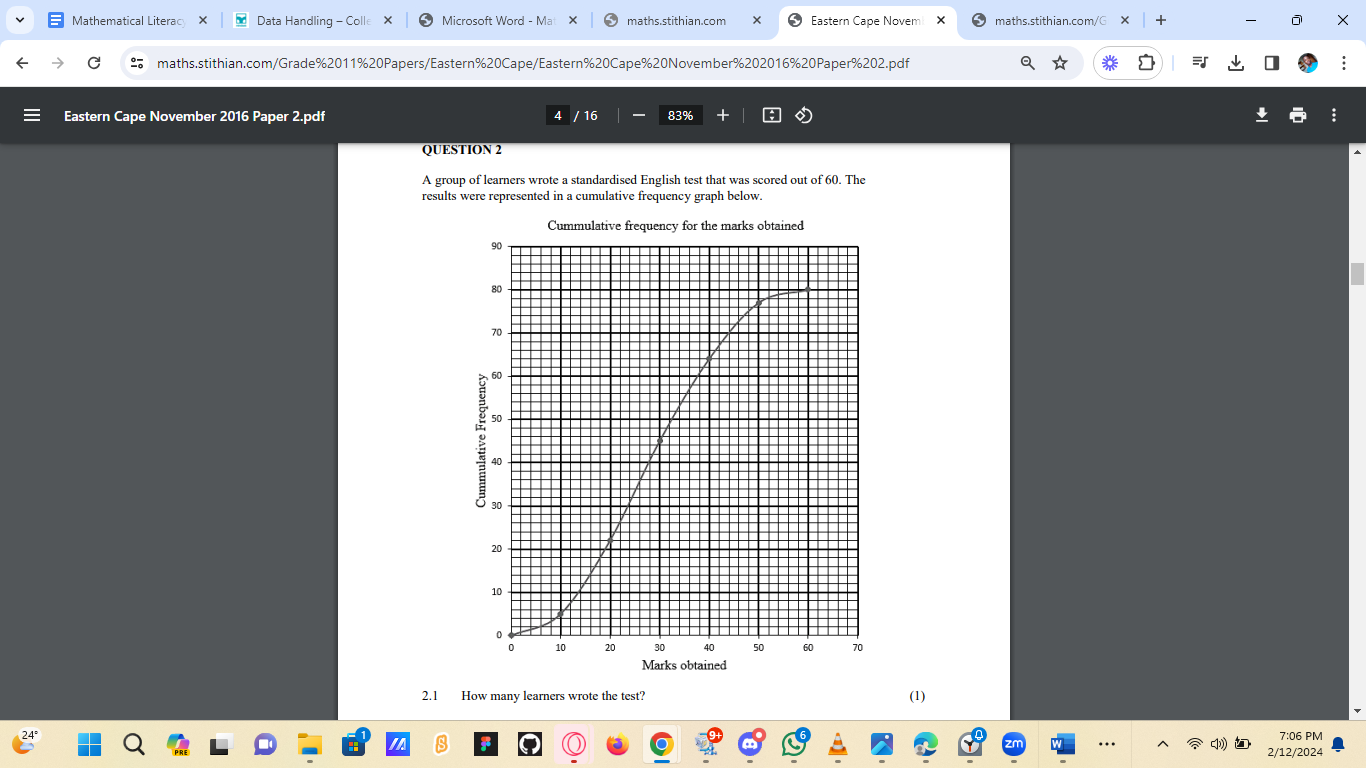 Mathematical Literac
Data Handling – Colle
Microsoft Word - Mat
maths.stithian.com
Eastern Cape Novem
maths.stithian.com/G
maths.stithian.com/Grade%2011%20Papers/Eastern%20Cape/Eastern%20Cape%20November%202016%20Paper%202.pdf
Eastern Cape November 2016 Paper 2.pdf
4 / 16
83%
QUESTION 2
A group of learners wrote a standardised English test that was scored out of 60. The
results were represented in a cumulative frequency graph below.
Cummulative frequency for the marks obtained
90
80
70
60
50
40
30
20
10
0
Cummulative Frequency
0 10 20 30 40 50 60 70
Marks obtained
2.1 How many learners wrote the test? (1)
24°
PRE
1
9+
6
zm
7:06 PM
2/12/2024